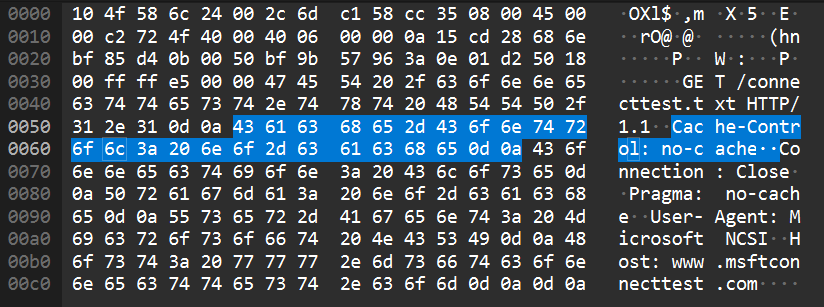 0000 10 4f 58 6c 24 00 2c 6d c1 58 cc 35 08 00 45 00 ·OXl$·,m·X·5··E·
0010 00 c2 72 4f 40 00 40 06 00 00 0a 15 cd 28 68 6e ··rO@·@······(hn
0020 bf 85 d4 0b 00 50 bf 9b 57 96 3a 0e 01 d2 50 18 ·····P··W·:···P·
0030 00 ff ff e5 00 00 47 45 54 20 2f 63 6f 6e 6e 65 ······GET /conne
0040 63 74 74 65 73 74 2e 74 78 74 20 48 54 54 50 2f cttest.txt HTTP/
0050 31 2e 31 0d 0a 43 61 63 68 65 2d 43 6f 6e 74 72 1.1··Cache-Contr
0060 6f 6c 3a 20 6e 6f 2d 63 61 63 68 65 0d 0a 43 6f ol: no-cache··Co
0070 6e 6e 65 63 74 69 6f 6e 3a 20 43 6c 6f 73 65 0d nnection: Close·
0080 0a 50 72 61 67 6d 61 3a 20 6e 6f 2d 63 61 63 68 ·Pragma: no-cach
0090 65 0d 0a 55 73 65 72 2d 41 67 65 6e 74 3a 20 4d e··User-Agent: M
00a0 69 63 72 6f 73 6f 66 74 20 4e 43 53 49 0d 0a 48 icrosoft NCSI··H
00b0 6f 73 74 3a 20 77 77 77 2e 6d 73 66 74 63 6f 6e ost: www.msftcon
00c0 6e 65 63 74 74 65 73 74 2e 63 6f 6d 0d 0a 0d 0a necttest.com····